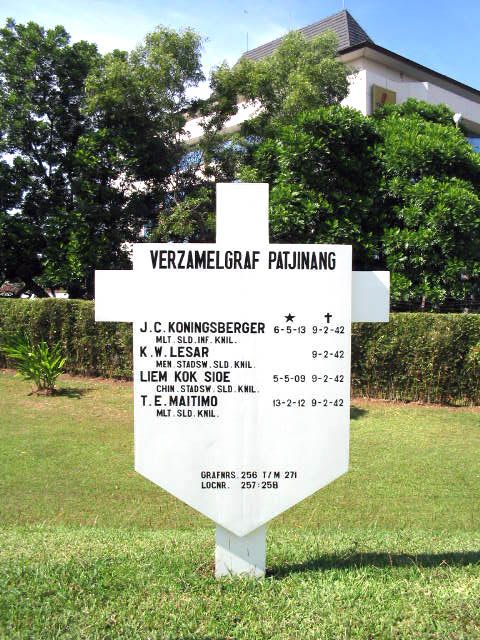 VERZAMELGRAF PATJINANG
★ ✝
J.C. KONINGSBERGER 6-5-13 9-2-42
MLT. SLD. INF. KNIL.
K.W. LESAR 9-2-42
MEN. STADSW. SLD. KNIL.
LIEM KOK SIOE 5-5-09 9-2-42
CHIN. STADSW. SLD. KNIL.
T.E. MAITIMO 13-2-12 9-2-42
MLT. SLD. KNIL.
GRAFNRS. 256 T/M 271
LOCNR. 257:258